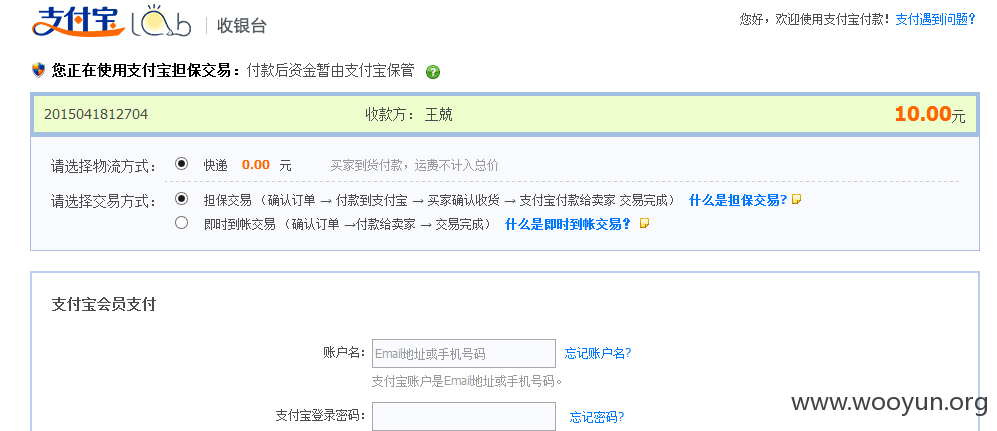 支付宝 Lab 收银台
您好，欢迎使用支付宝付款！支付遇到问题？
您正在使用支付宝担保交易：付款后资金暂由支付宝保管 ?
2015041812704 收款方： 王兢 10.00元
请选择物流方式： 快递 0.00 元 买家到货付款，运费不计入总价
请选择交易方式： 担保交易 （确认订单 → 付款到支付宝 → 买家确认收货 → 支付宝付款给卖家 交易完成） 什么是担保交易?
即时到帐交易 （确认订单 →付款给卖家 → 交易完成） 什么是即时到帐交易？
支付宝会员支付
账户名： Email地址或手机号码 忘记账户名?
支付宝账户是Email地址或手机号码。
支付宝登录密码： 忘记密码?
www.wooyun.org